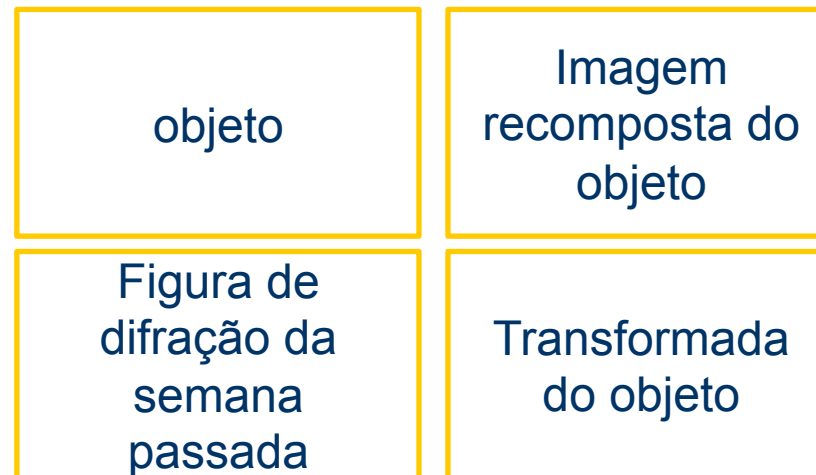 objeto
Imagem
recomposta do
objeto
Figura de
difração da
semana
passada
Transformada
do objeto